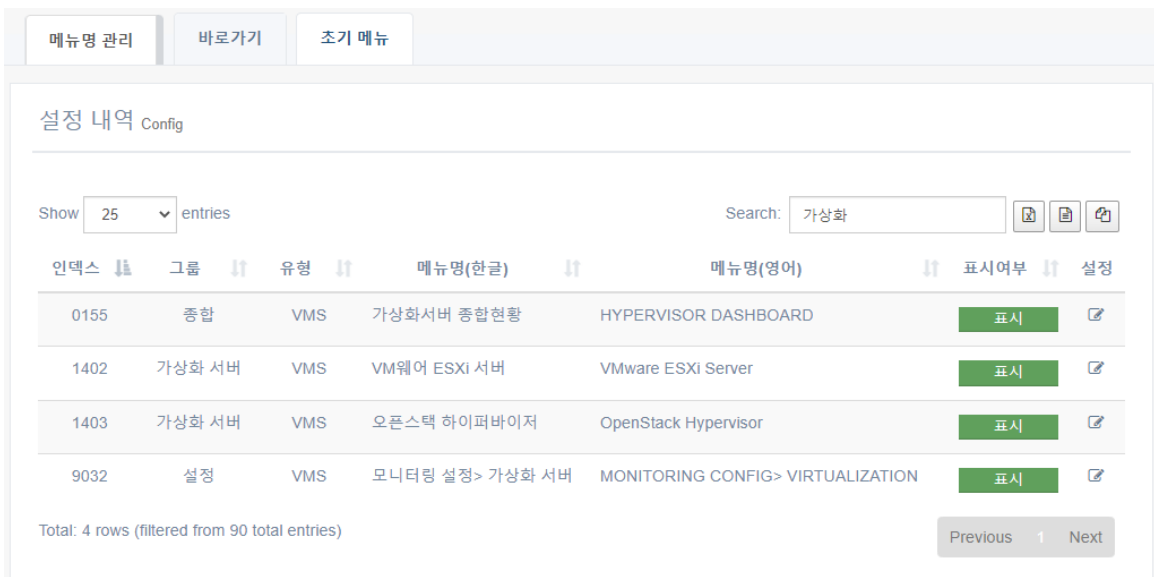 메뉴명 관리 바로가기 초기 메뉴
설정 내역 Config
Show 25 entries Search: 가상화
인덱스 그룹 유형 메뉴명(한글) 메뉴명(영어) 표시여부 설정
0155 종합 VMS 가상화서버 종합현황 HYPERVISOR DASHBOARD 표시
1402 가상화 서버 VMS VM웨어 ESXi 서버 VMware ESXi Server 표시
1403 가상화 서버 VMS 오픈스택 하이퍼바이저 OpenStack Hypervisor 표시
9032 설정 VMS 모니터링 설정> 가상화 서버 MONITORING CONFIG> VIRTUALIZATION 표시
Total: 4 rows (filtered from 90 total entries)
Previous 1 Next